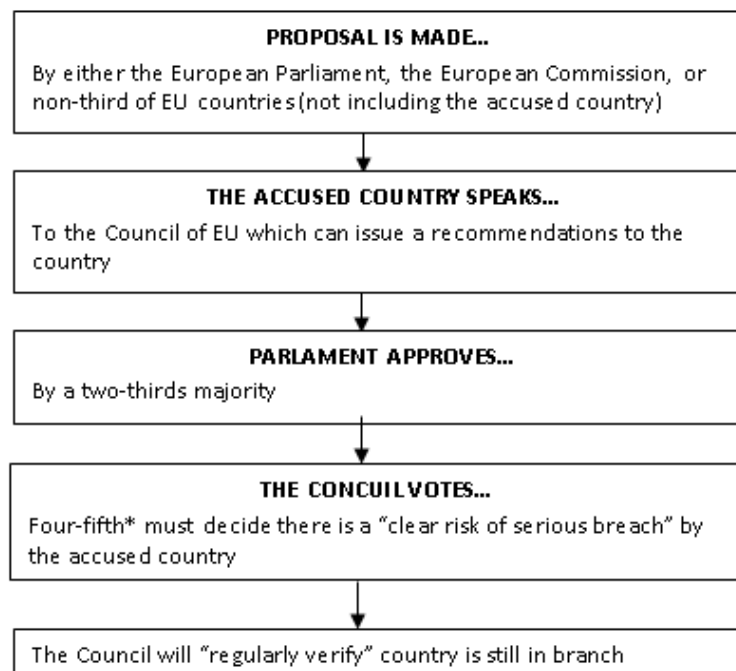 PROPOSAL IS MADE...
By either the European Parliament, the European Commission, or
non-third of EU countries (not including the accused country)
THE ACCUSED COUNTRY SPEAKS...
To the Council of EU which can issue a recommendations to the
country
PARLAMENT APPROVES...
By a two-thirds majority
THE CONCUIL VOTES...
Four-fifth* must decide there is a “clear risk of serious breach” by
the accused country
The Council will “regularly verify” country is still in branch